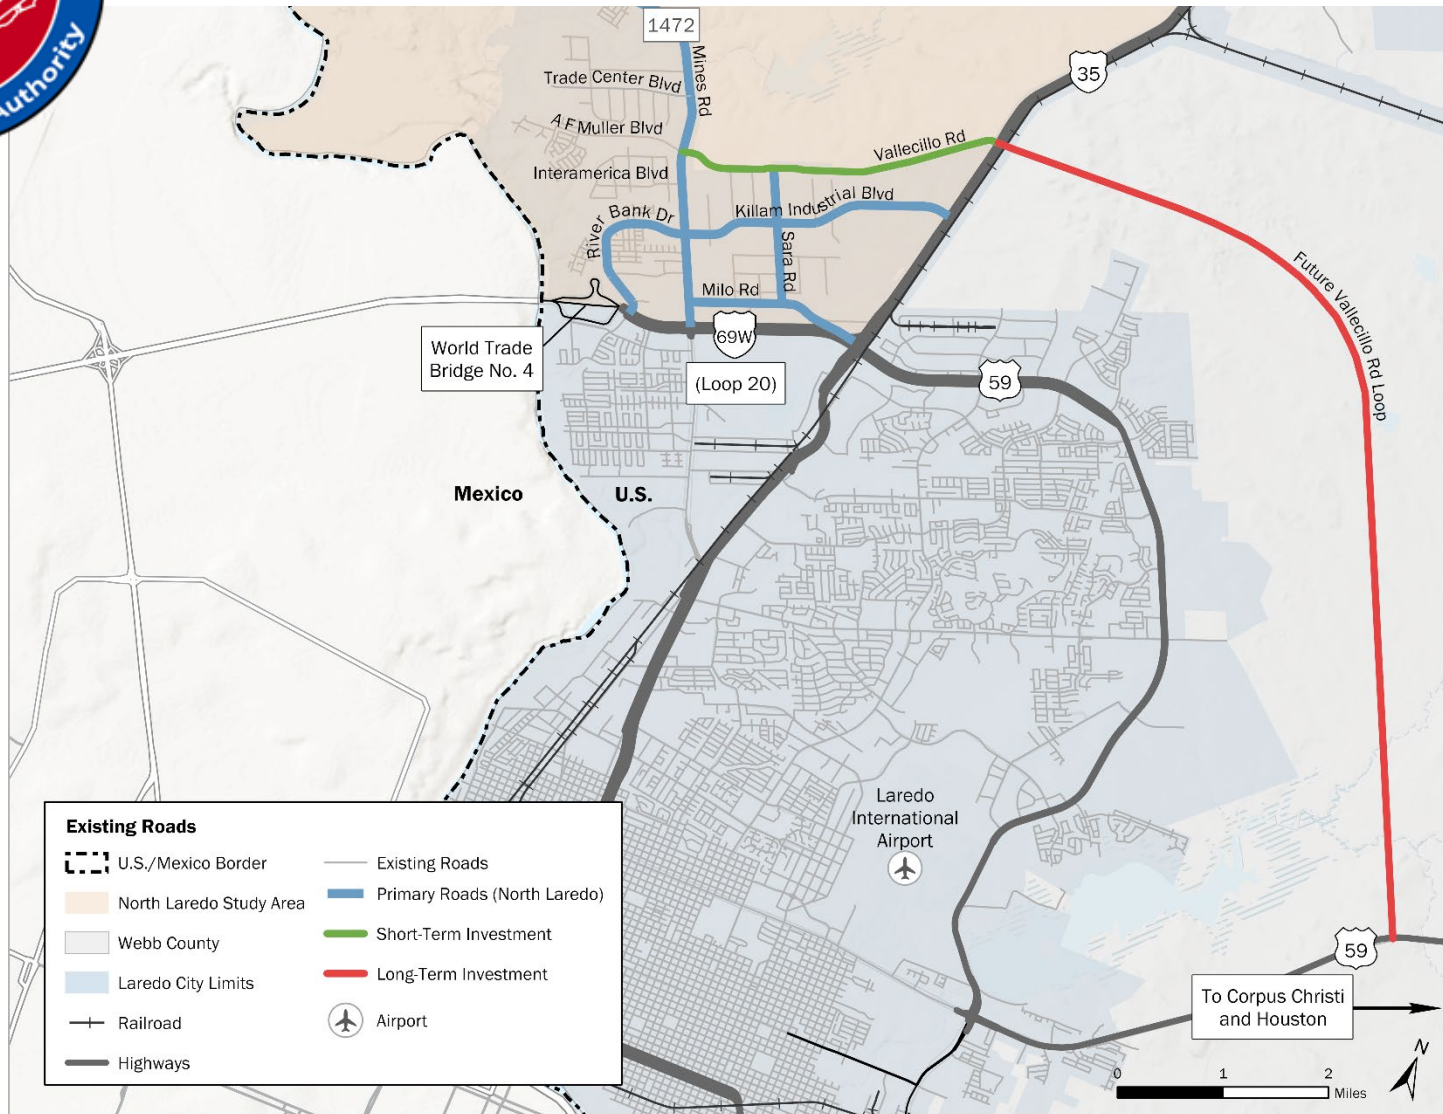 Authority
1472
Mines Rd
35
Trade Center Blvd
A F Muller Blvd
Vallecillo Rd
Interamerica Blvd
Killam Industrial Blvd
River Bank Dr
Sara Rd
Future Vallecillo Rd Loop
Milo Rd
69W
World Trade
Bridge No. 4
(Loop 20)
59
Mexico
U.S.
Laredo
International
Airport
Existing Roads
U.S./Mexico Border
North Laredo Study Area
Webb County
Laredo City Limits
Railroad
Highways
Existing Roads
Primary Roads (North Laredo)
Short-Term Investment
Long-Term Investment
Airport
59
To Corpus Christi
and Houston
N
0 1 2
Miles